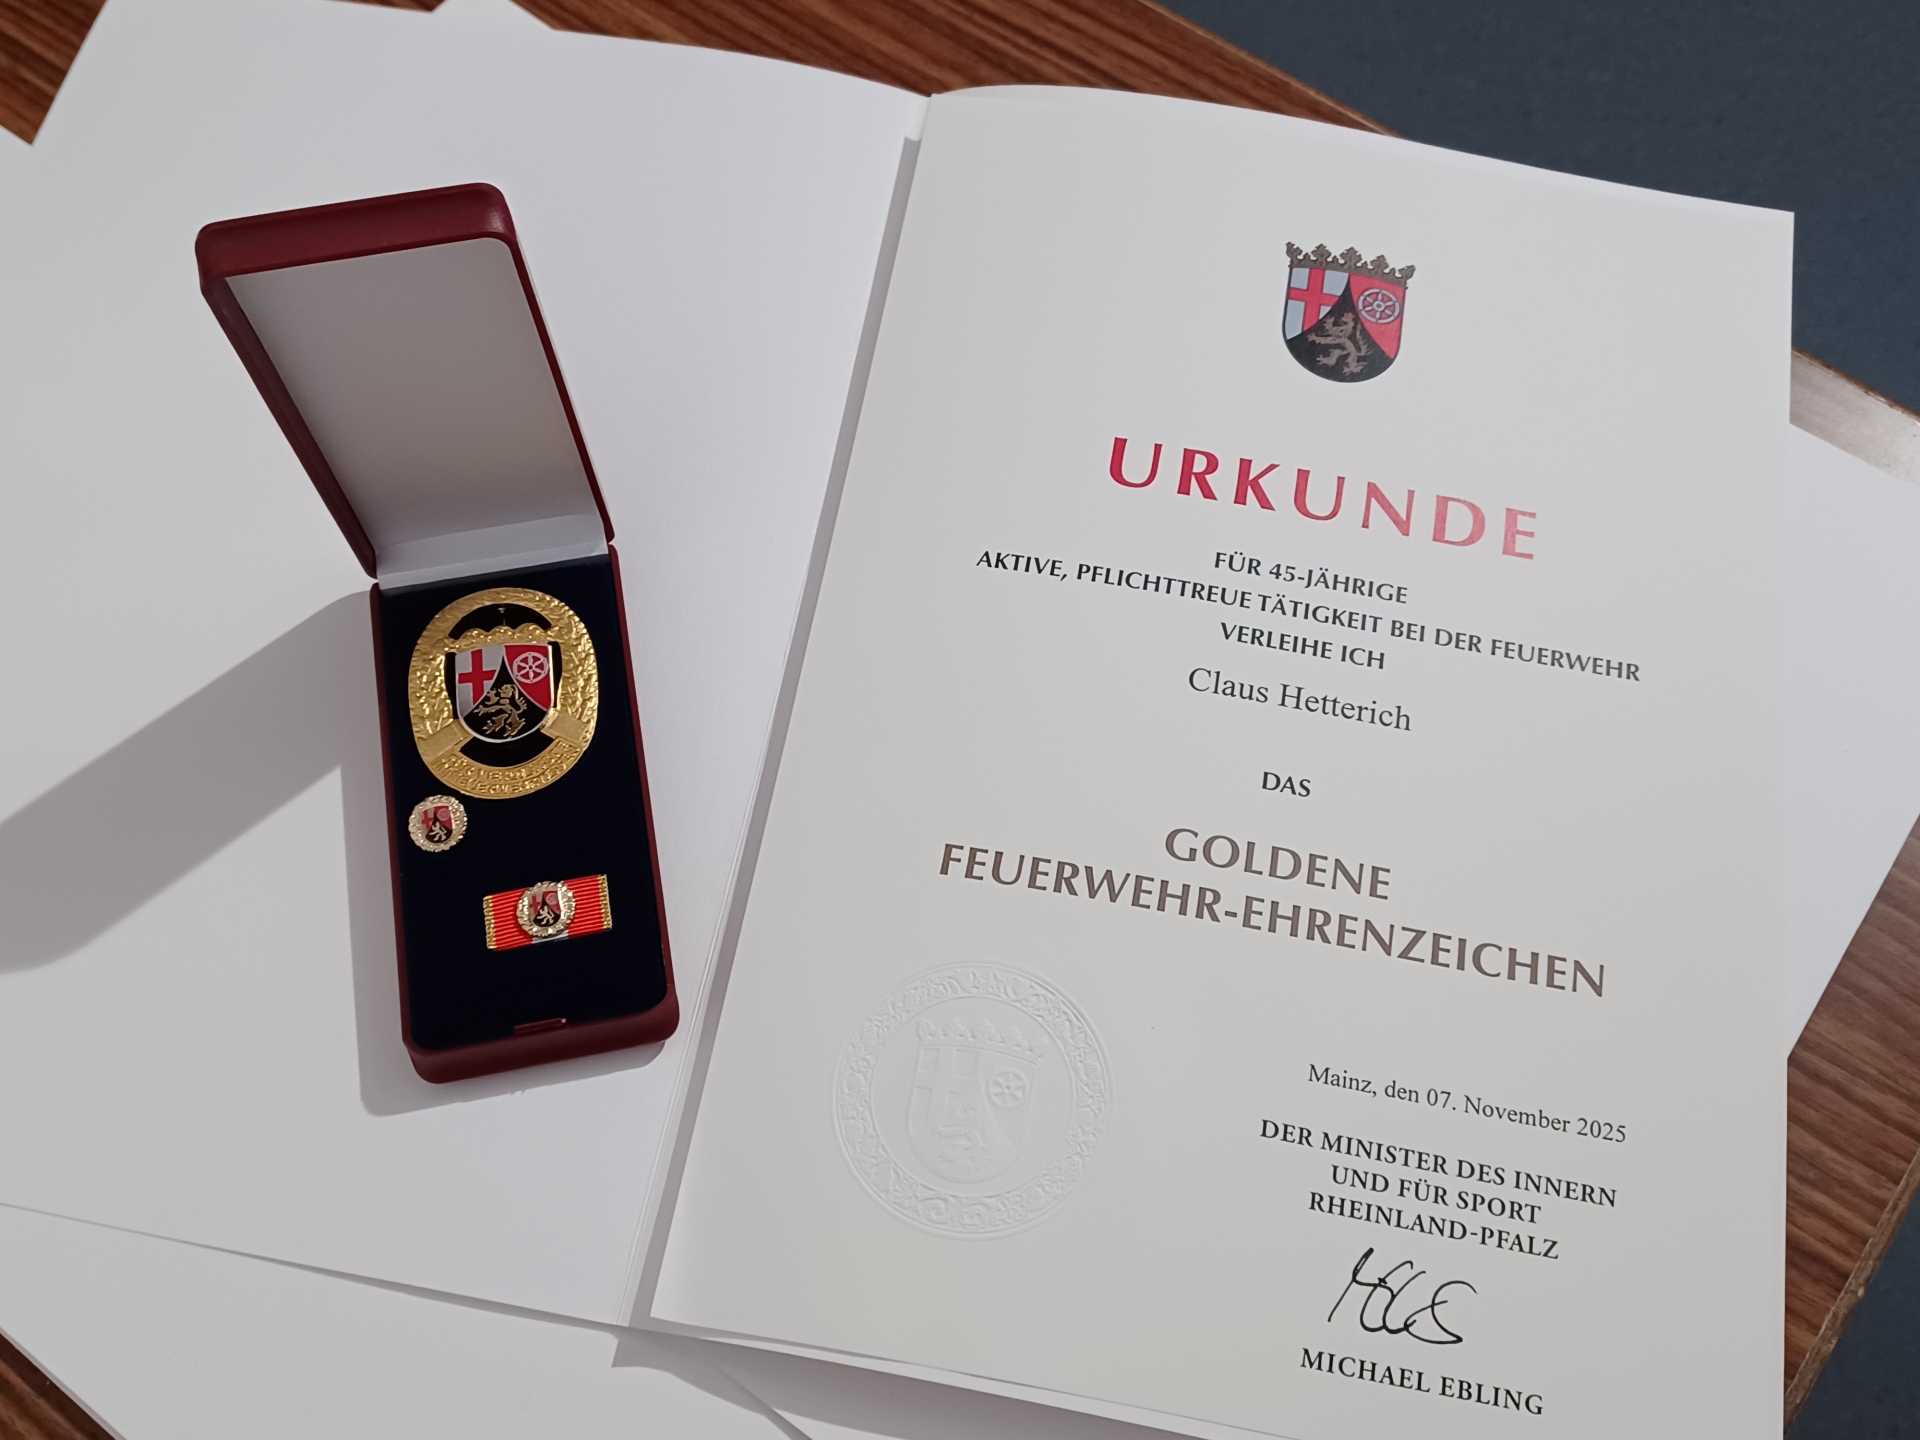 URKUNDE
FÜR 45-JÄHRIGE
AKTIVE, PFLICHTTREUE TÄTIGKEIT BEI DER FEUERWEHR
VERLEIHE ICH
Claus Hetterich
DAS
GOLDENE
FEUERWEHR-EHRENZEICHEN
Mainz, den 07. November 2025
DER MINISTER DES INNERN
UND FÜR SPORT
RHEINLAND-PFALZ
MICHAEL EBLING